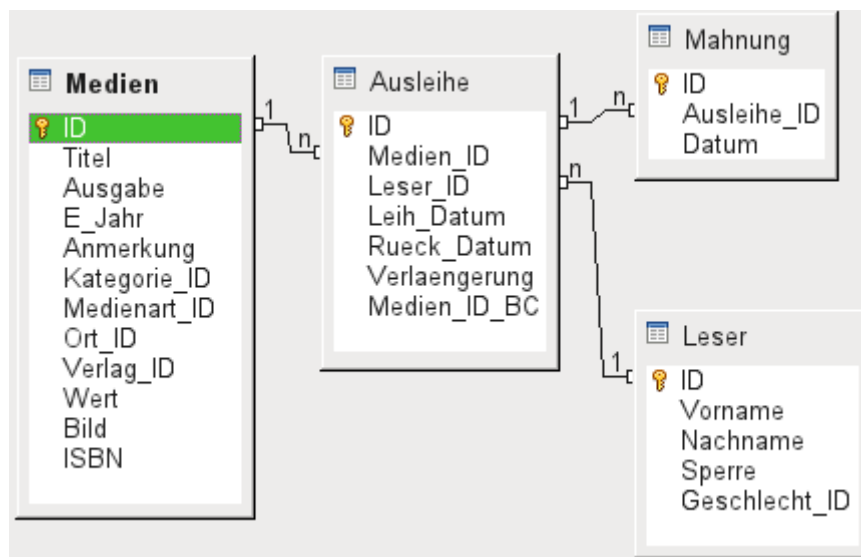 Medien
ID
Titel
Ausgabe
E_Jahr
Anmerkung
Kategorie_ID
Medienart_ID
Ort_ID
Verlag_ID
Wert
Bild
ISBN
1
n
Ausleihe
ID
Medien_ID
Leser_ID
Leih_Datum
Rueck_Datum
Verlaengerung
Medien_ID_BC
1
n
n
1
Mahnung
ID
Ausleihe_ID
Datum
Leser
ID
Vorname
Nachname
Sperre
Geschlecht_ID